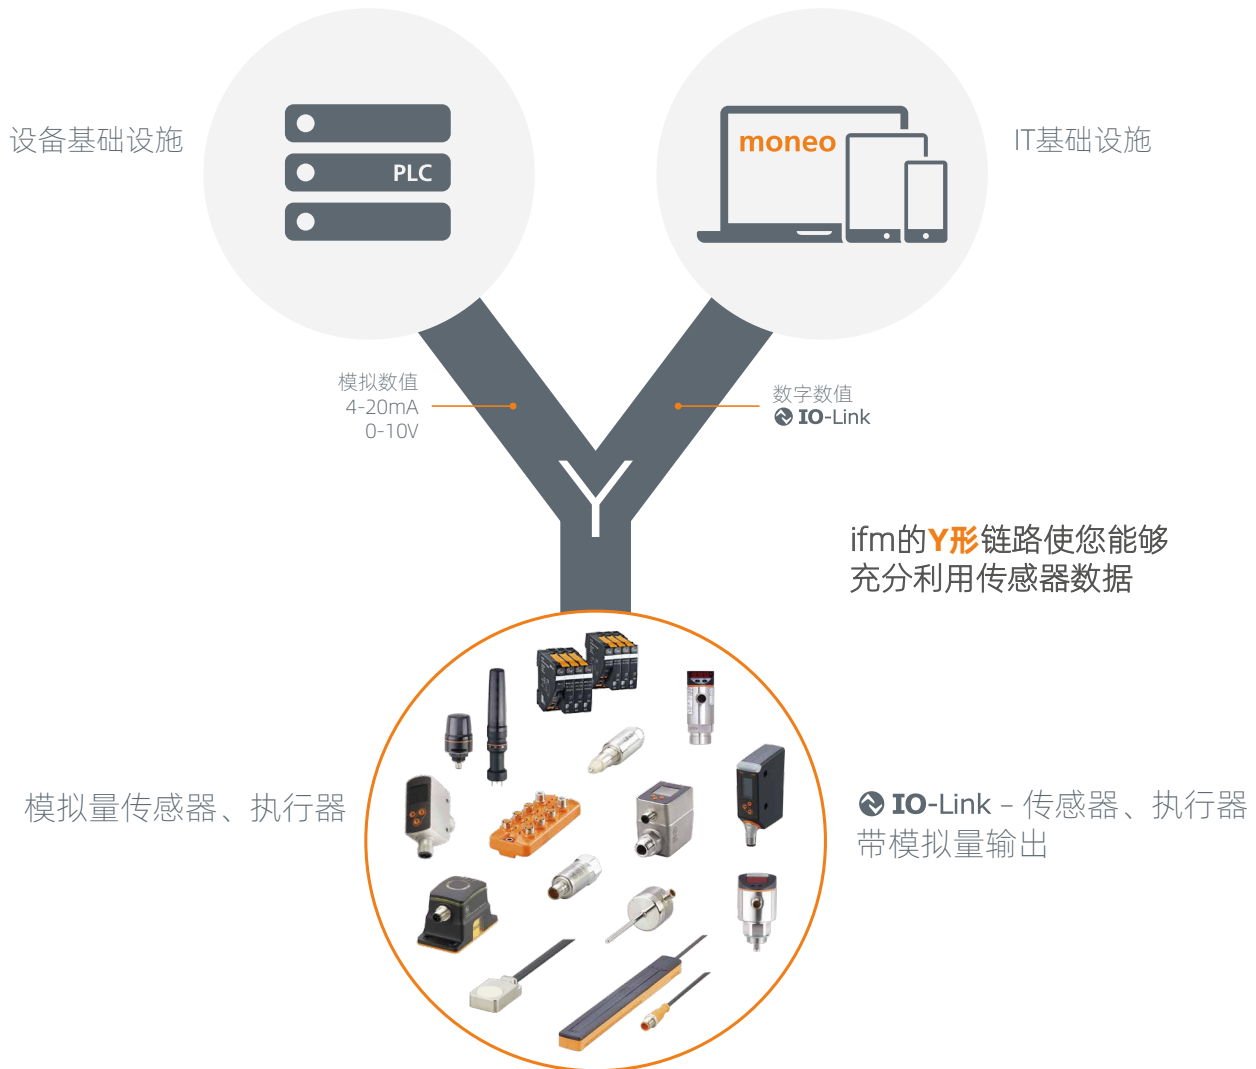 设备基础设施
PLC
moneo
IT基础设施
模拟数值
4-20mA
0-10V
数字数值
IO-Link
Y
ifm的Y形链路使您能够
充分利用传感器数据
模拟量传感器、执行器
IO-Link – 传感器、执行器
带模拟量输出